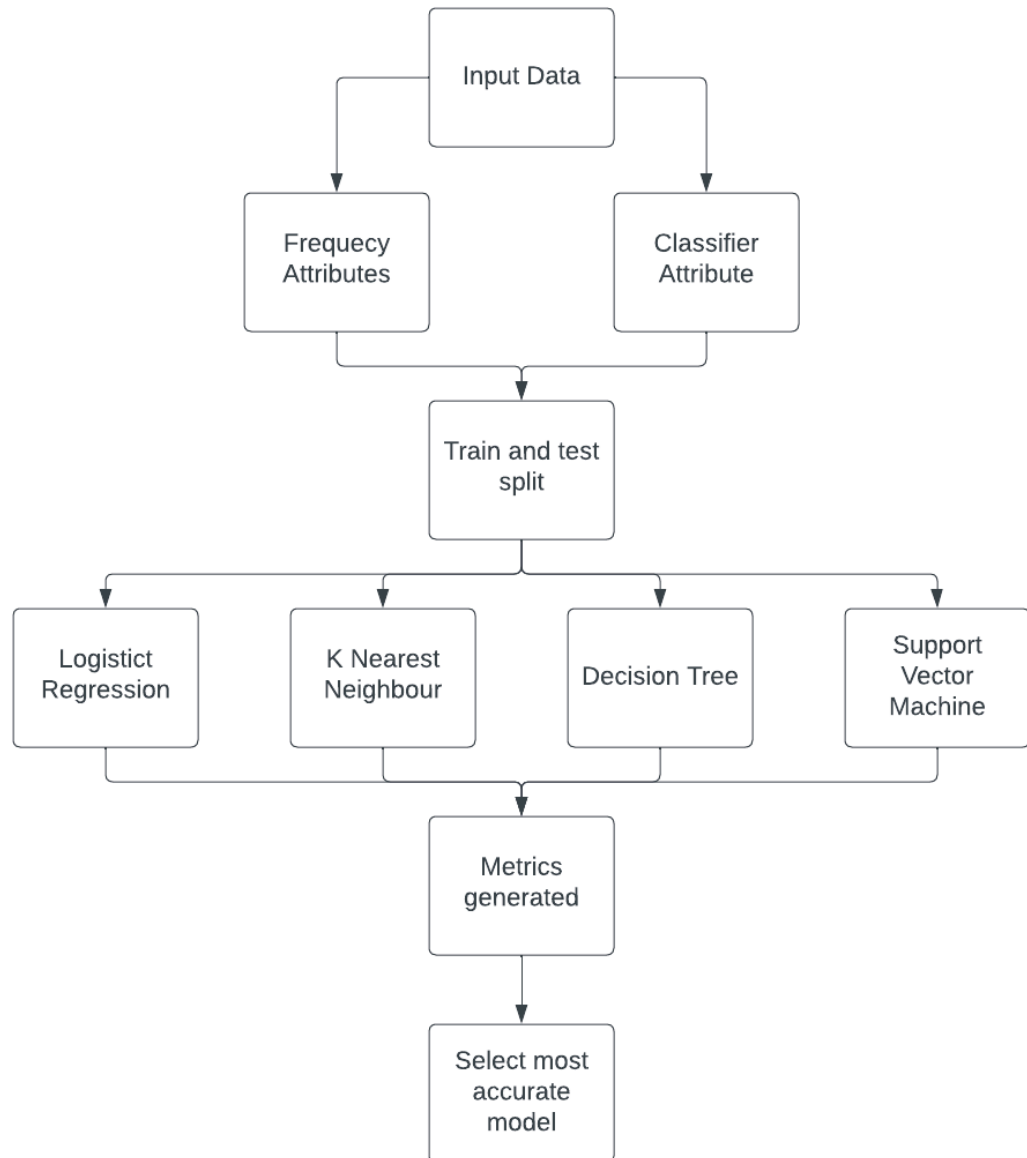 Input Data
Frequecy
Attributes
Classifier
Attribute
Train and test
split
Logistict
Regression
K Nearest
Neighbour
Decision Tree
Support
Vector
Machine
Metrics
generated
Select most
accurate
model